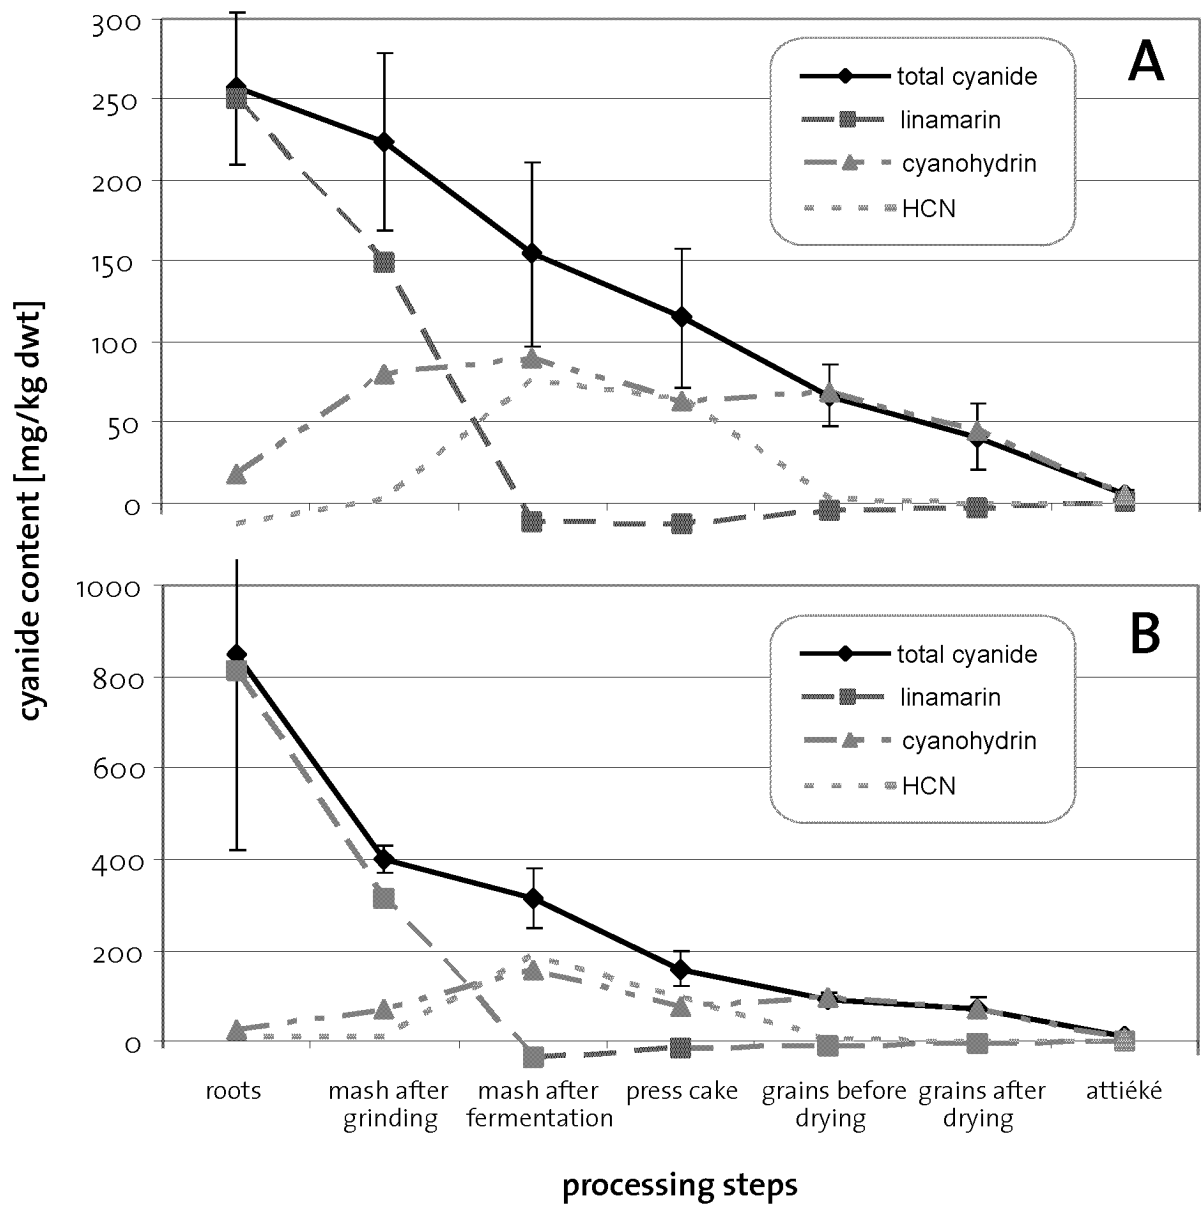 cyanide content [mg/kg dwt]
A
300
250
200
150
100
50
0
total cyanide
linamarin
cyanohydrin
HCN
B
1000
800
600
400
200
0
total cyanide
linamarin
cyanohydrin
HCN
roots
mash after
grinding
mash after
fermentation
press cake
grains before
drying
grains after
drying
attiéké
processing steps